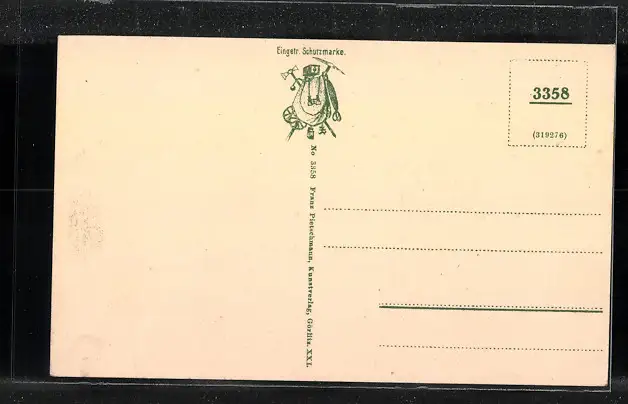 Eingetr. Schutzmarke.
3358
(319276)
No 3358 Franz Pietschmann, Kunstverlag, Görlitz. XXI.